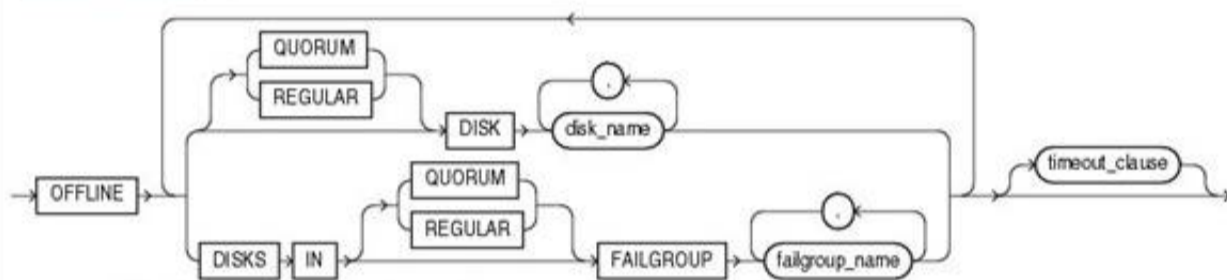 QUORUM
REGULAR
,
DISK
disk_name
timeout_clause
OFFLINE
QUORUM
REGULAR
,
DISKS IN
FAILGROUP
failgroup_name